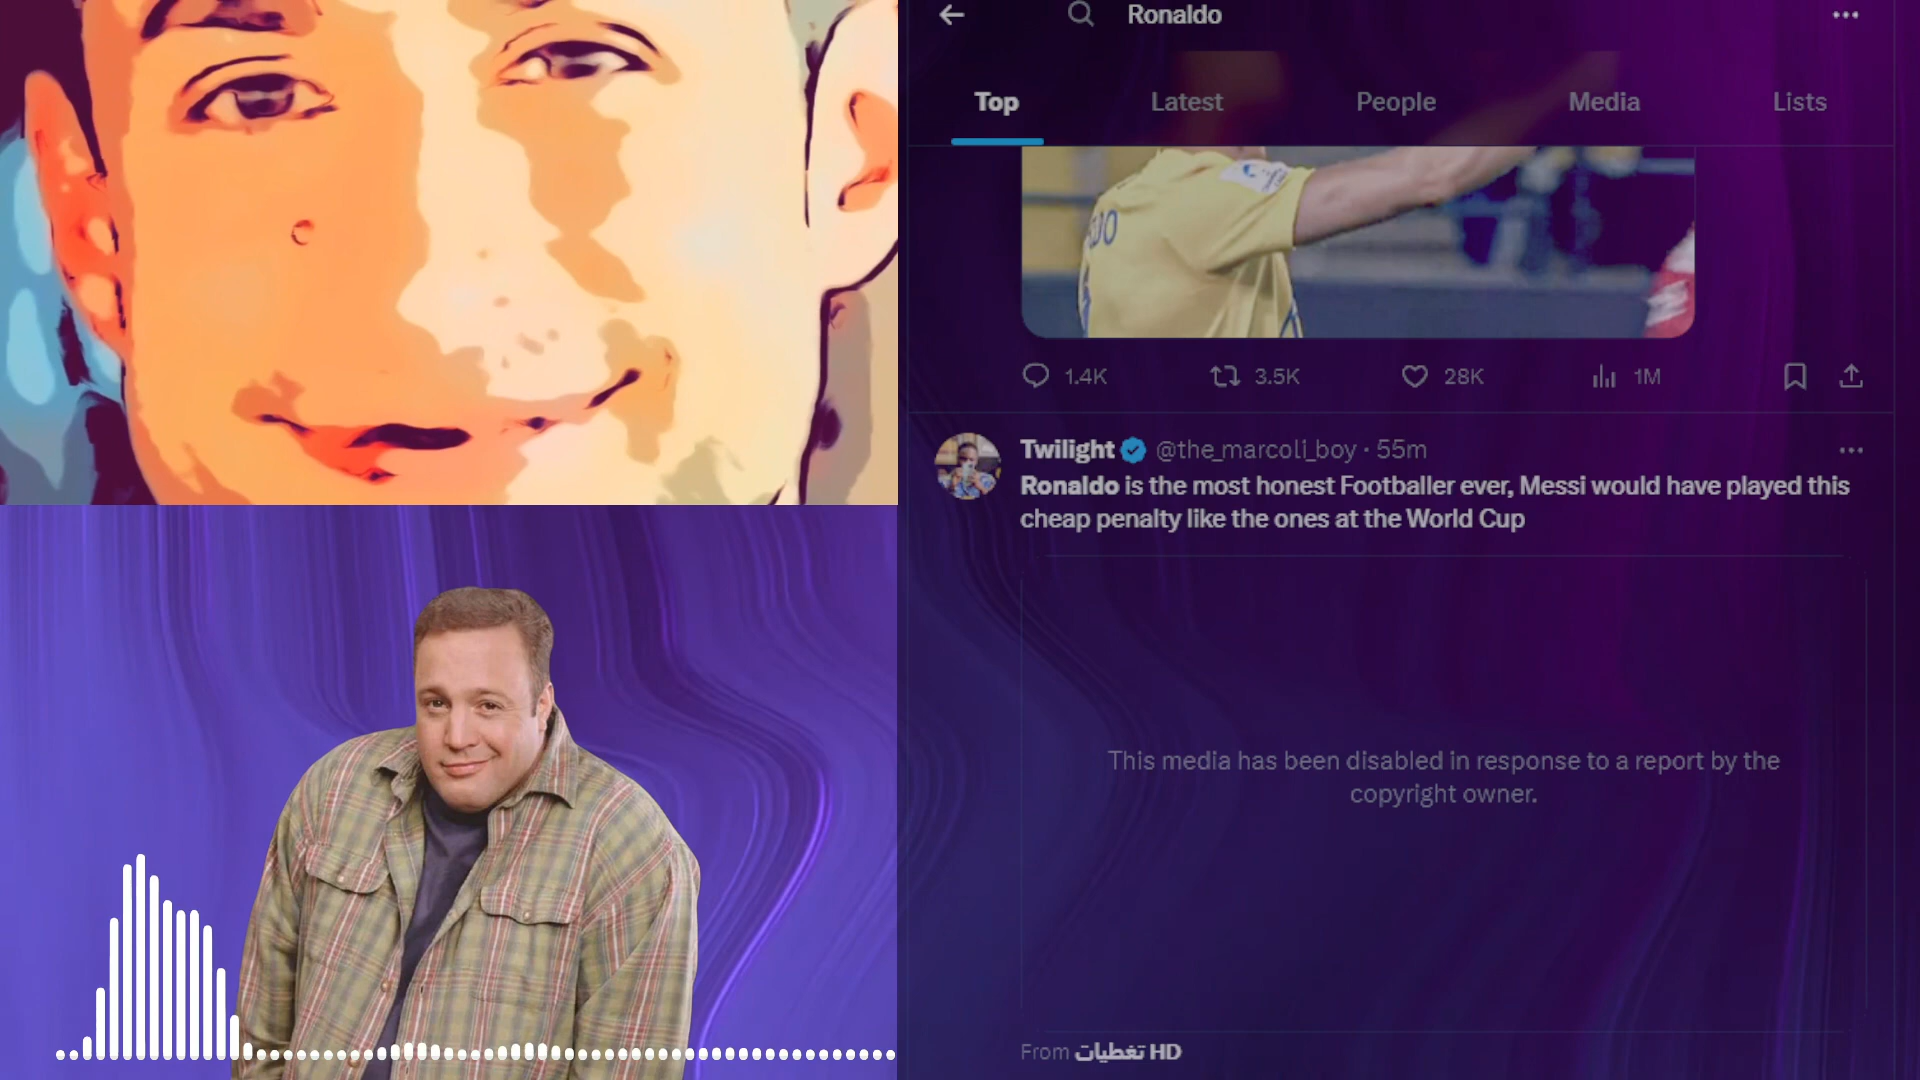 Ronaldo
Top Latest People Media Lists
1.4K 3.5K 28K 1M
Twilight @the_marcoli_boy · 55m
Ronaldo is the most honest Footballer ever, Messi would have played this
cheap penalty like the ones at the World Cup
This media has been disabled in response to a report by the
copyright owner.
From تغطيات HD